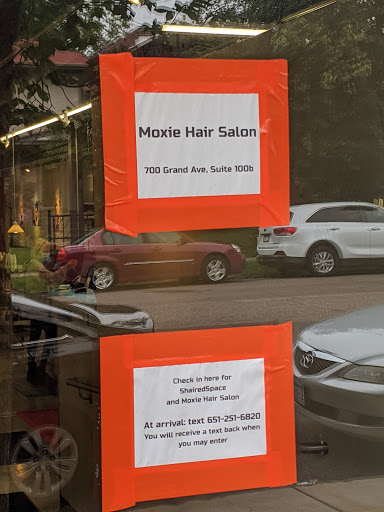 Moxie Hair Salon
700 Grand Ave, Suite 100b
Check in here for
ShairedSpace
and Moxie Hair Salon
At arrival: text 651-251-6820
You will receive a text back when
you may enter